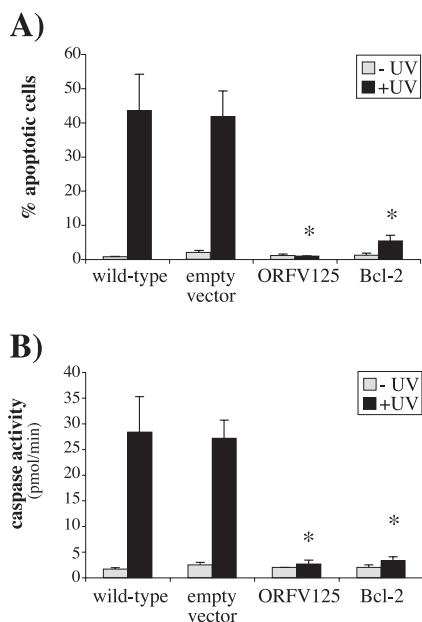 A)
% apoptotic cells
60
50
40
30
20
10
0
- UV
+UV
*
*
wild-type
empty
vector
ORFV125
Bcl-2
B)
caspase activity
(pmol/min)
40
35
30
25
20
15
10
5
0
- UV
+UV
*
*
wild-type
empty
vector
ORFV125
Bcl-2